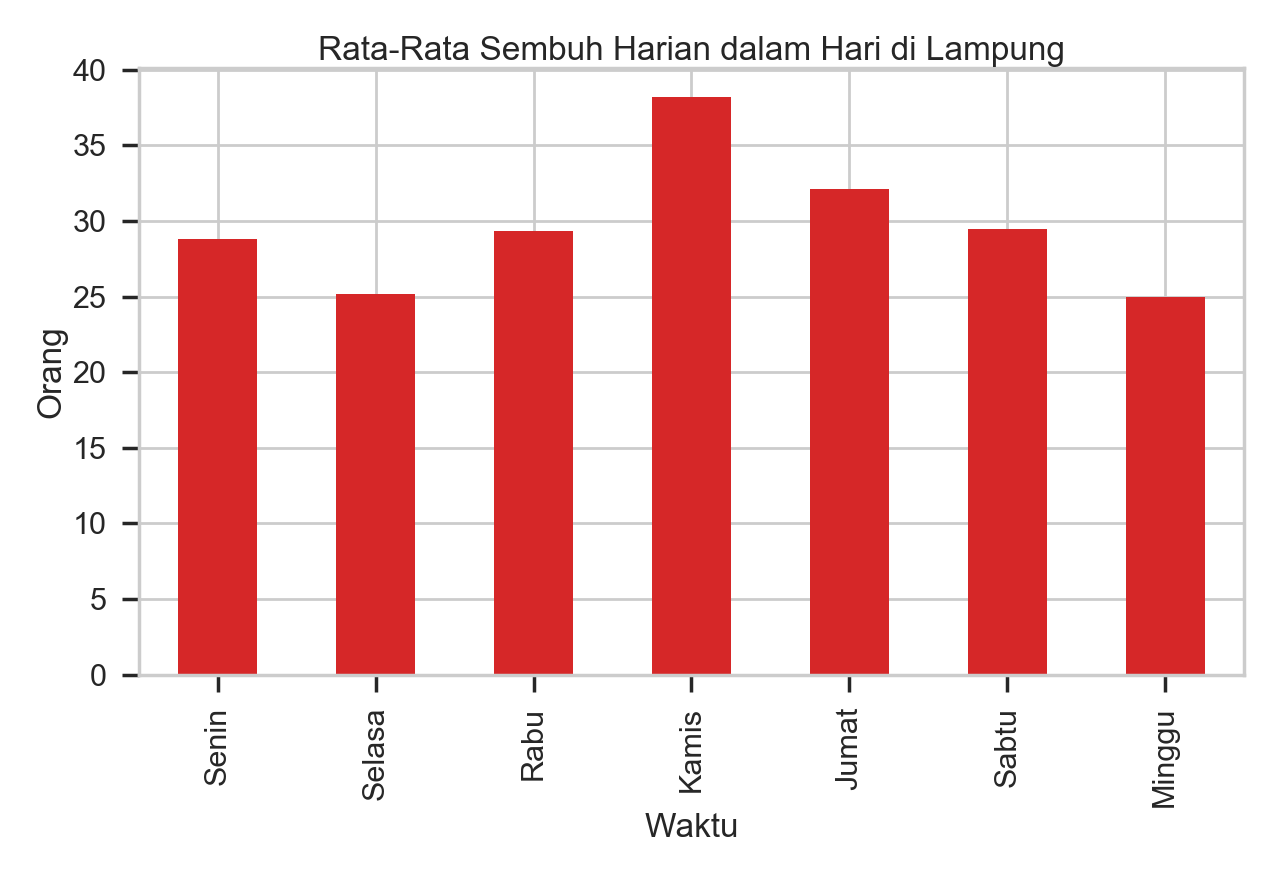 Rata-Rata Sembuh Harian dalam Hari di Lampung
40
35
30
25
20
15
10
5
0
Orang
Senin
Selasa
Rabu
Kamis
Jumat
Sabtu
Minggu
Waktu